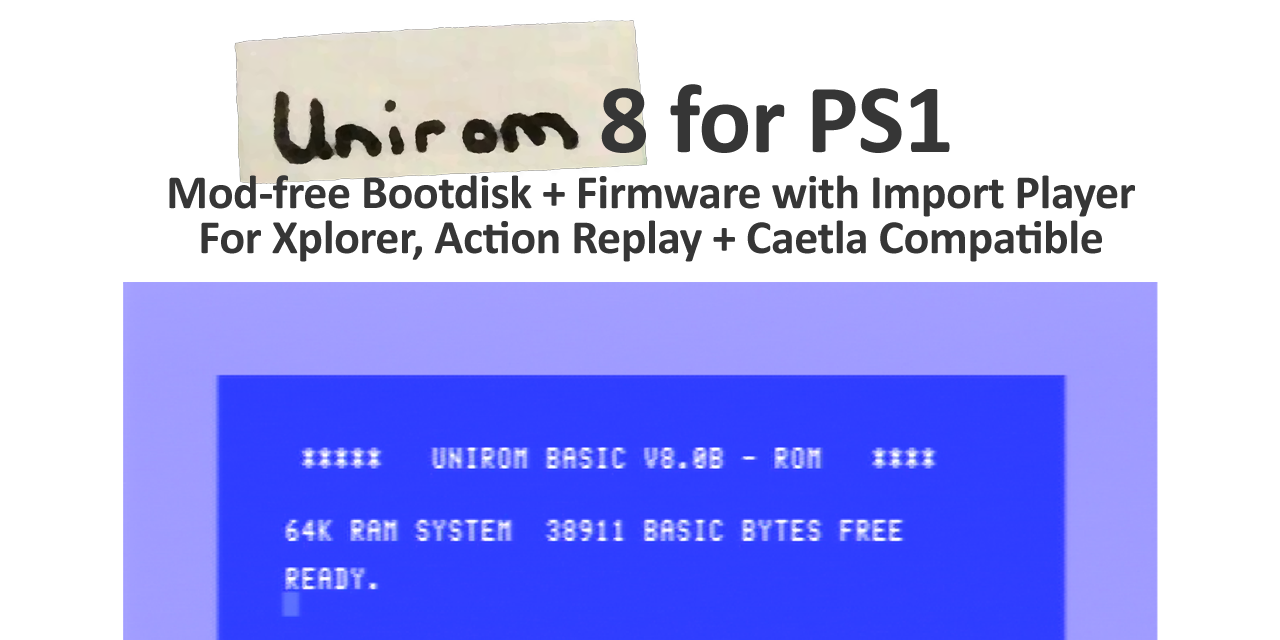 Unirom 8 for PS1
Mod-free Bootdisk + Firmware with Import Player
For Xplorer, Action Replay + Caetla Compatible
***** UNIROM BASIC V8.0B - ROM ****
64K RAM SYSTEM 38911 BASIC BYTES FREE
READY.